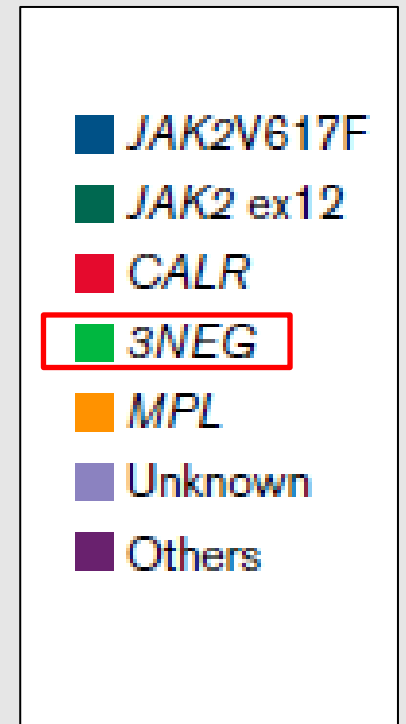 JAK2V617F
JAK2 ex12
CALR
3NEG
MPL
Unknown
Others